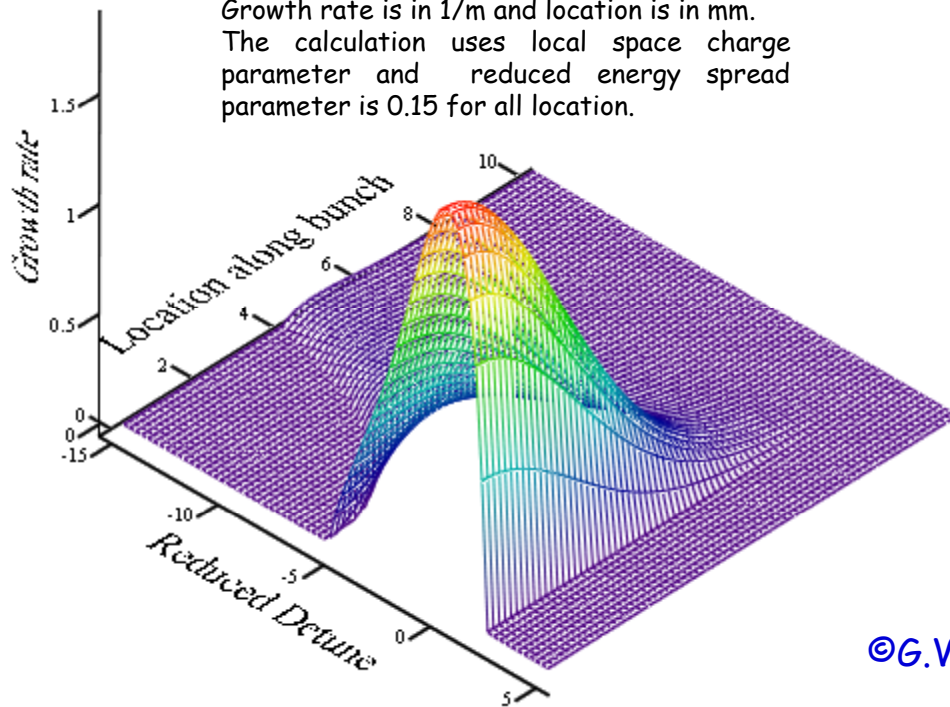 Growth rate is in 1/m and location is in mm.
The calculation uses local space charge
parameter and reduced energy spread
parameter is 0.15 for all location.
1.5
1
0.5
0
0
Growth rate
Location along bunch
10
8
6
4
2
-15
-10
-5
0
5
Reduced Detune
©G.